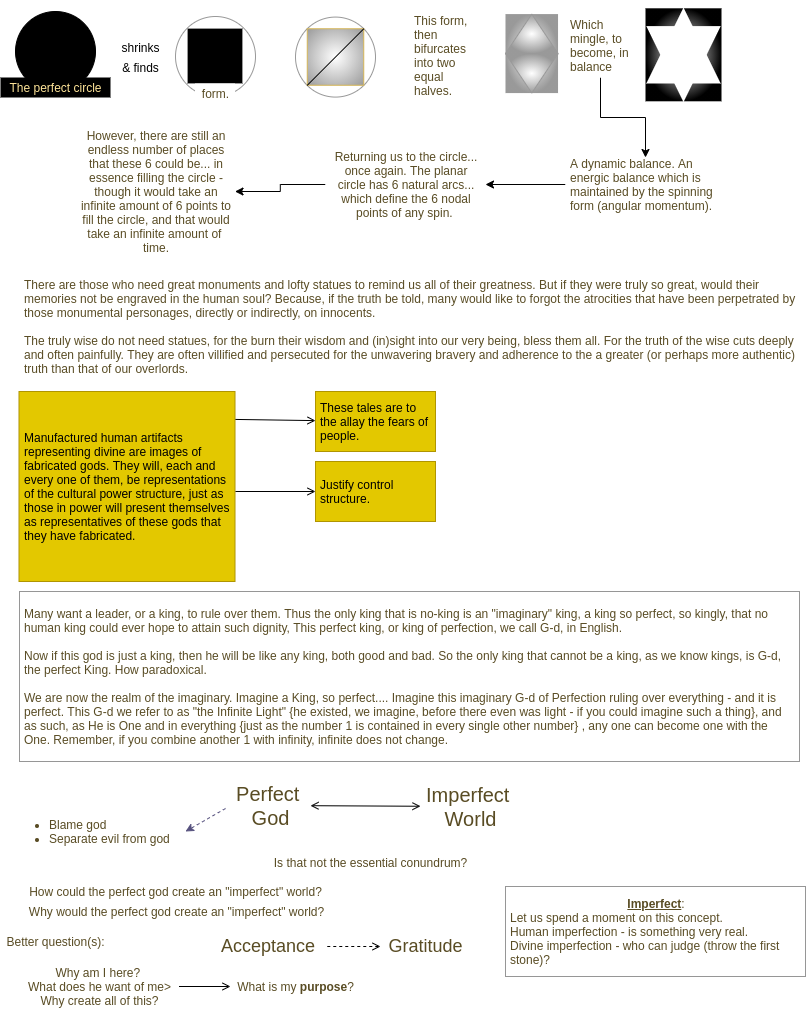 The perfect circle
shrinks
& finds
form.
This form,
then
bifurcates
into two
equal
halves.
Which
mingle, to
become, in
balance
A dynamic balance. An
energic balance which is
maintained by the spinning
form (angular momentum).
Returning us to the circle...
once again. The planar
circle has 6 natural arcs...
which define the 6 nodal
points of any spin.
However, there are still an
endless number of places
that these 6 could be... in
essence filling the circle -
though it would take an
infinite amount of 6 points to
fill the circle, and that would
take an infinite amount of
time.
There are those who need great monuments and lofty statues to remind us all of their greatness. But if they were truly so great, would their
memories not be engraved in the human soul? Because, if the truth be told, many would like to forgot the atrocities that have been perpetrated by
those monumental personages, directly or indirectly, on innocents.
The truly wise do not need statues, for the burn their wisdom and (in)sight into our very being, bless them all. For the truth of the wise cuts deeply
and often painfully. They are often villified and persecuted for the unwavering bravery and adherence to the a greater (or perhaps more authentic)
truth than that of our overlords.
Manufactured human artifacts
representing divine are images of
fabricated gods. They will, each and
every one of them, be representations
of the cultural power structure, just as
those in power will present themselves
as representatives of these gods that
they have fabricated.
These tales are to
the allay the fears of
people.
Justify control
structure.
Many want a leader, or a king, to rule over them. Thus the only king that is no-king is an "imaginary" king, a king so perfect, so kingly, that no
human king could ever hope to attain such dignity, This perfect king, or king of perfection, we call G-d, in English.
Now if this god is just a king, then he will be like any king, both good and bad. So the only king that cannot be a king, as we know kings, is G-d,
the perfect King. How paradoxical.
We are now the realm of the imaginary. Imagine a King, so perfect.... Imagine this imaginary G-d of Perfection ruling over everything - and it is
perfect. This G-d we refer to as "the Infinite Light" {he existed, we imagine, before there even was light - if you could imagine such a thing}, and
as such, as He is One and in everything {just as the number 1 is contained in every single other number} , any one can become one with the
One. Remember, if you combine another 1 with infinity, infinite does not change.
Perfect
God
Imperfect
World
• Blame god
• Separate evil from god
Is that not the essential conundrum?
How could the perfect god create an "imperfect" world?
Why would the perfect god create an "imperfect" world?
Better question(s):
Acceptance
Gratitude
Why am I here?
What does he want of me>
Why create all of this?
What is my purpose?
Imperfect:
Let us spend a moment on this concept.
Human imperfection - is something very real.
Divine imperfection - who can judge (throw the first
stone)?